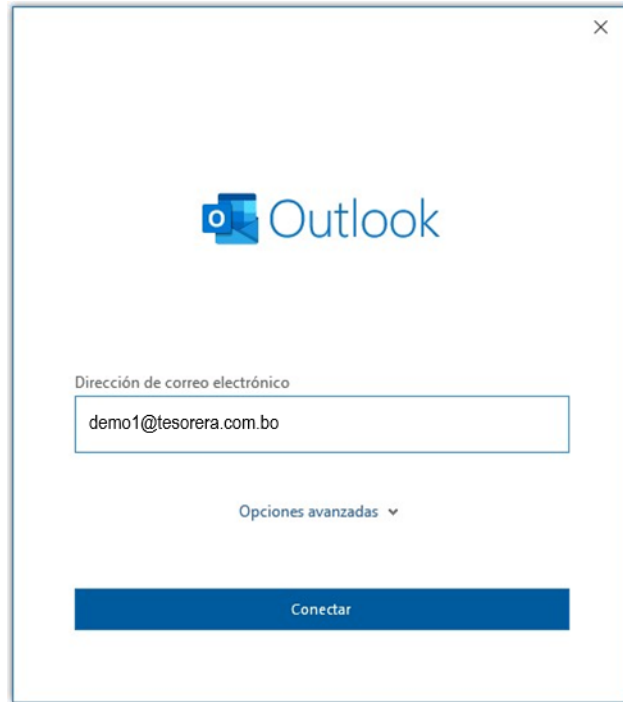 Outlook
Dirección de correo electrónico
demo1@tesorera.com.bo
Opciones avanzadas
Conectar